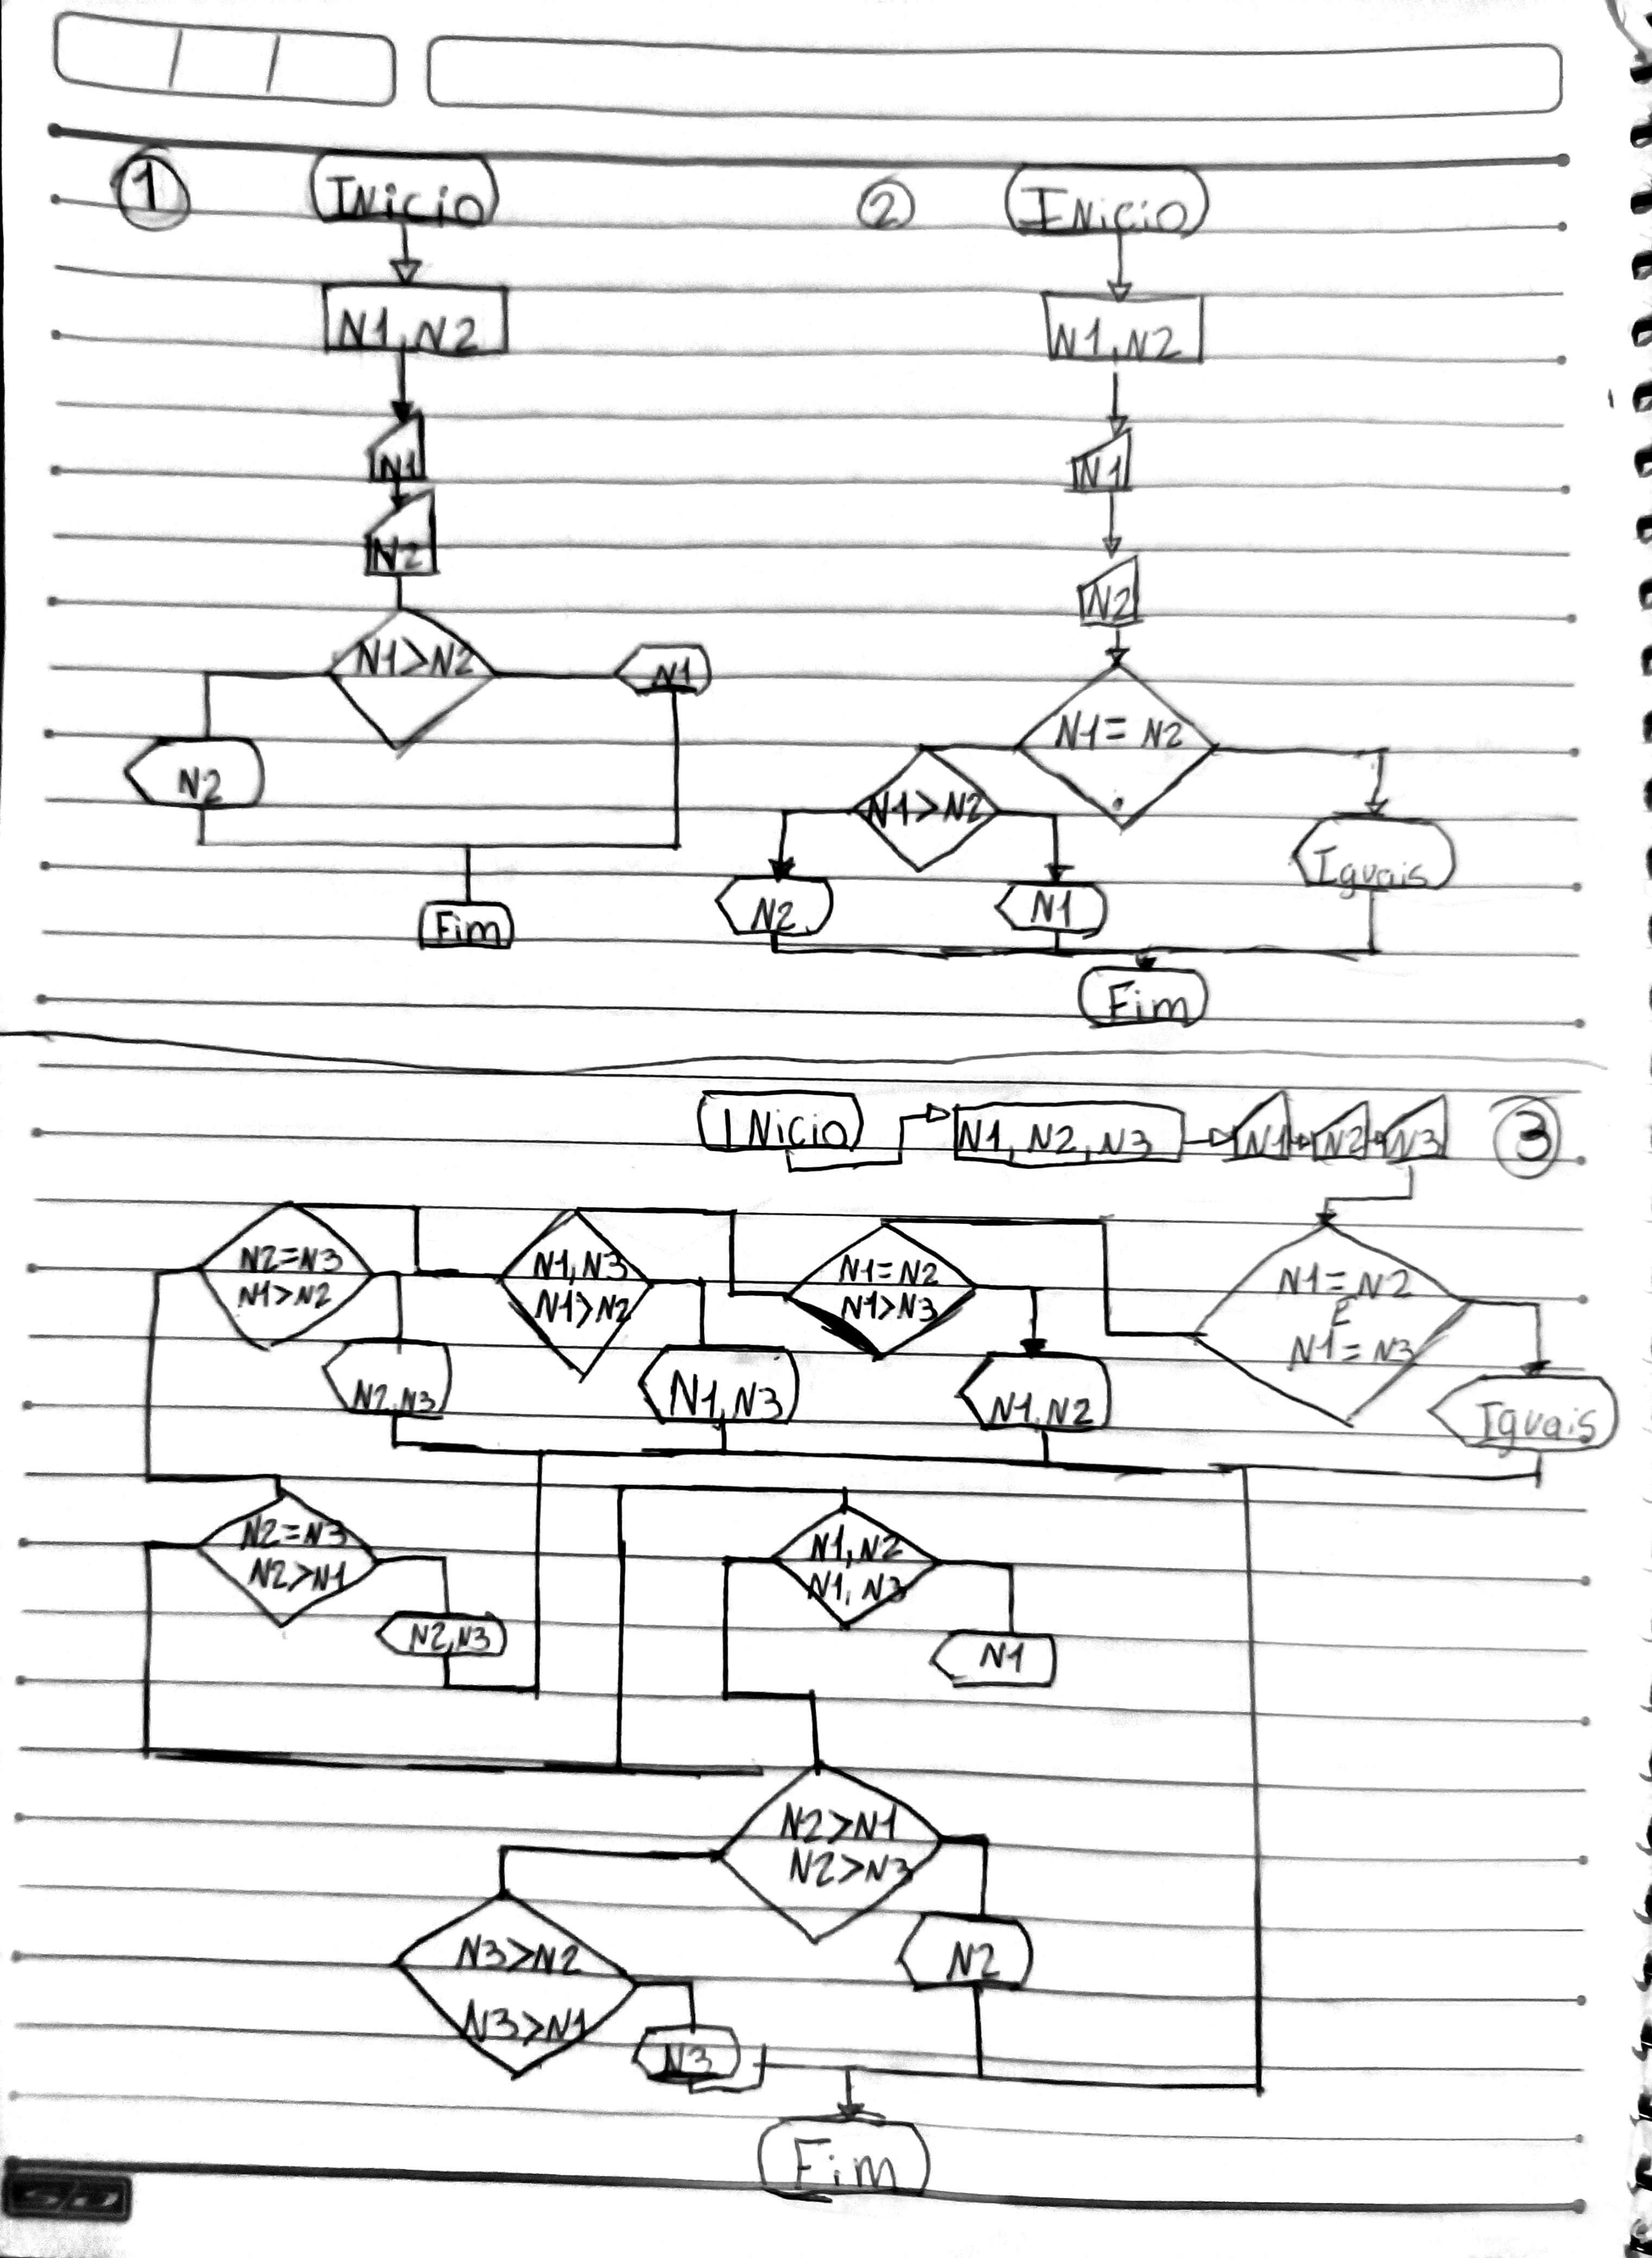 1
INicio
N1, N2
N1
N2
N1>N2
N1
N2
Fim
2
INicio
N1, N2
N1
N2
N1= N2
N1>N2
Iguais
N2
N1
Fim
INicio
N1, N2, N3
N1
N2
N3
3
N1= N2
E
N1= N3
Iguais
N1=N2
N1>N3
N1, N2
N1, N3
N1>N2
N1, N3
N2=N3
N1>N2
N2, N3
N2=N3
N2>N1
N2, N3
N1, N2
N1, N3
N1
N2>N1
N2>N3
N2
N3>N2
N3>N1
N3
Fim